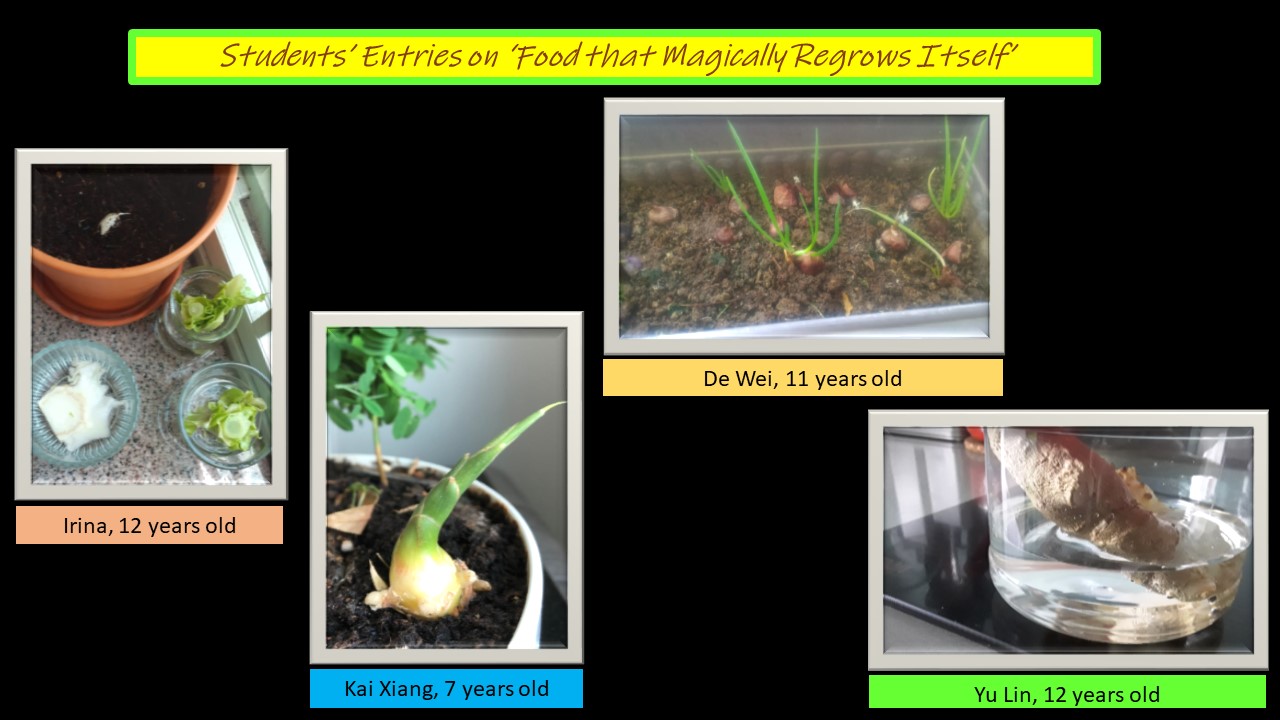 Students' Entries on 'Food that Magically Regrows Itself'
De Wei, 11 years old
Irina, 12 years old
Kai Xiang, 7 years old
Yu Lin, 12 years old